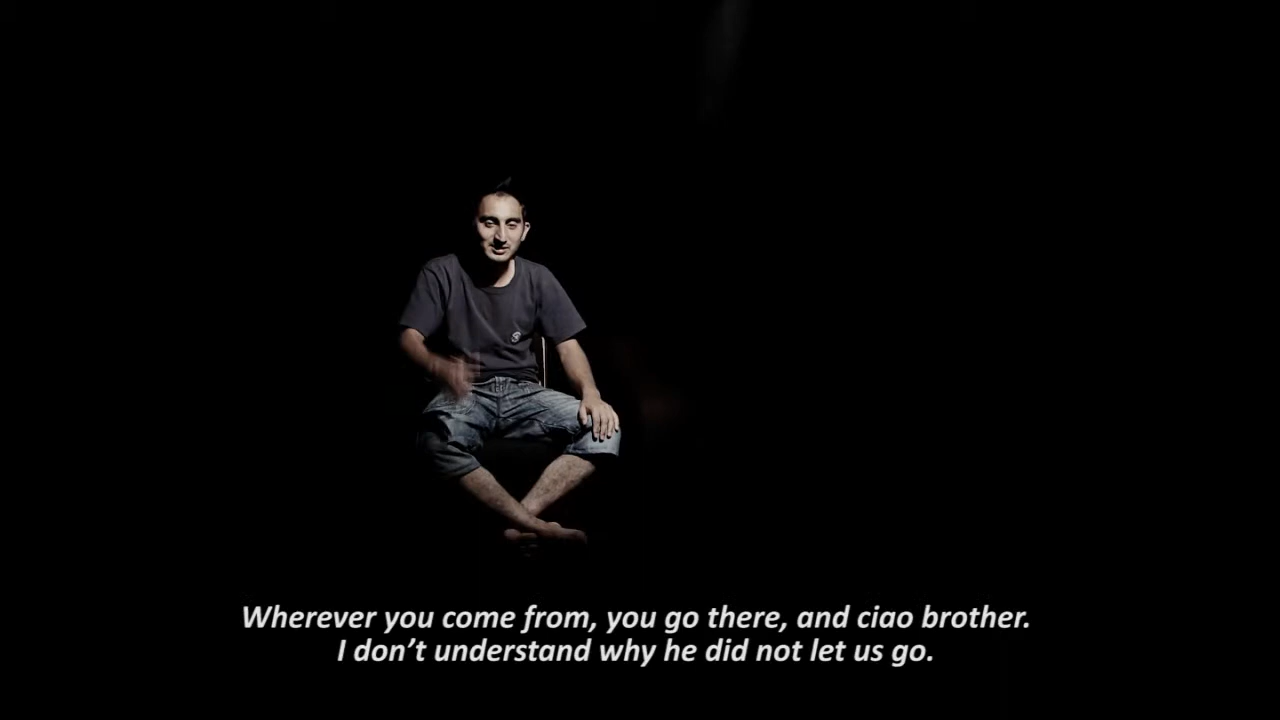 Wherever you come from, you go there, and ciao brother.
I don't understand why he did not let us go.